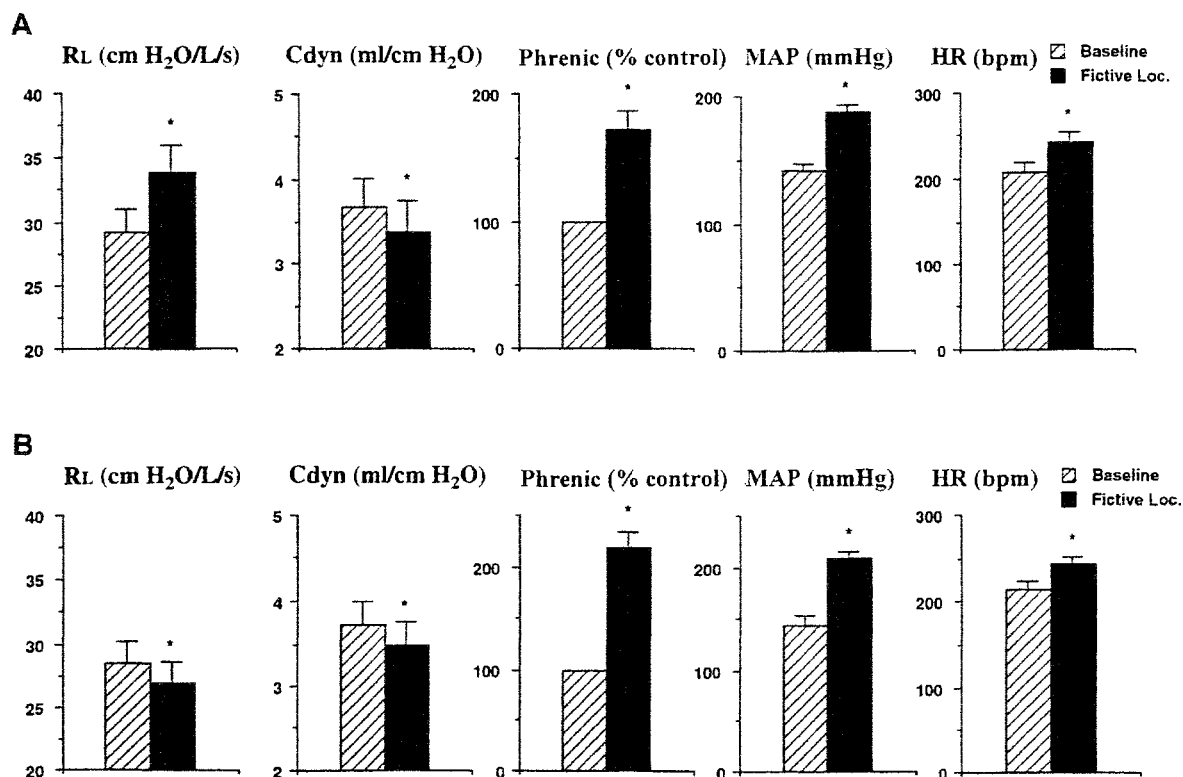 A
RL (cm H2O/L/s) Cdyn (ml/cm H2O) Phrenic (% control) MAP (mmHg) HR (bpm)
Baseline
Fictive Loc.
40 5 200 200 300
35 4 200
30 100 100
25 3 100
20 2 0 0 0
* * * * *
B
RL (cm H2O/L/s) Cdyn (ml/cm H2O) Phrenic (% control) MAP (mmHg) HR (bpm)
Baseline
Fictive Loc.
40 5 300
35 200 200
4 200
30 100 100
25 3 100
20 2 0 0 0
* * * * *